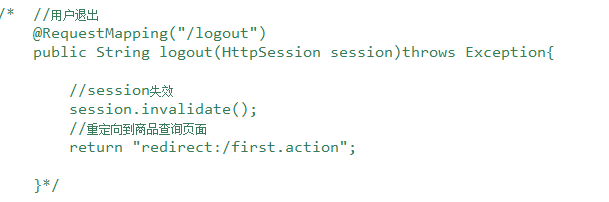 /*  //用户退出
    @RequestMapping("/logout")
    public String logout(HttpSession session)throws Exception{
        //session失效
        session.invalidate();
        //重定向到商品查询页面
        return "redirect:/first.action";
    }*/